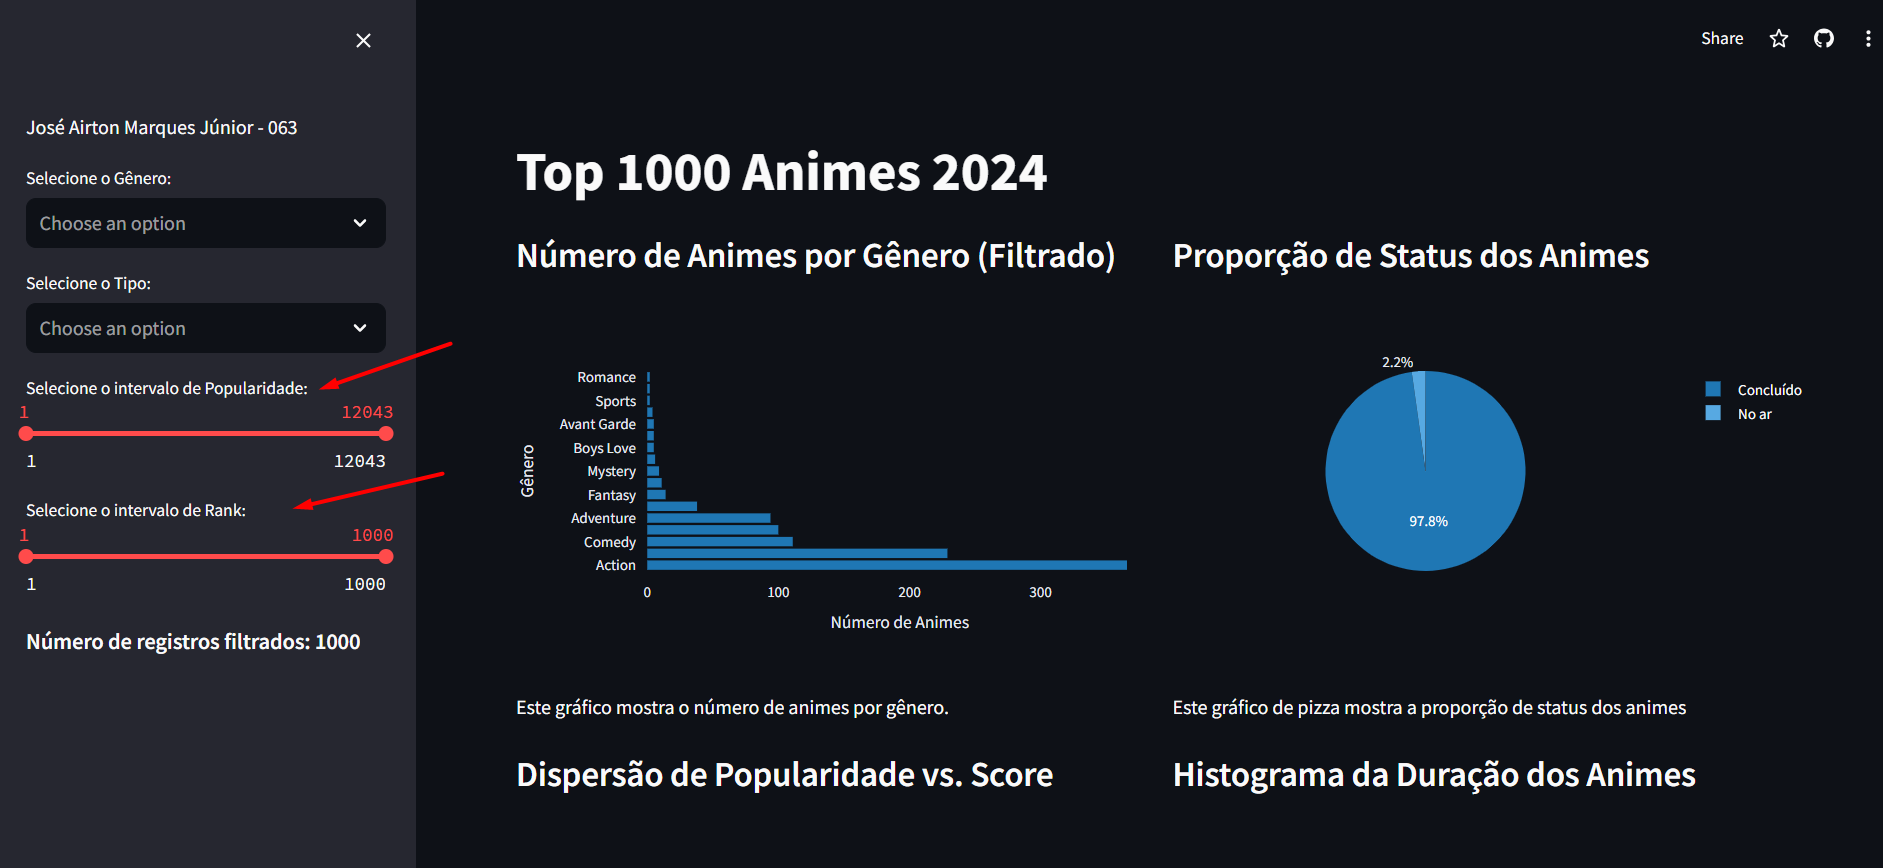 Share
José Airton Marques Júnior - 063
Selecione o Gênero:
Choose an option
Selecione o Tipo:
Choose an option
Selecione o intervalo de Popularidade:
1 12043
1 12043
Selecione o intervalo de Rank:
1 1000
1 1000
Número de registros filtrados: 1000
Top 1000 Animes 2024
Número de Animes por Gênero (Filtrado)
Gênero
Romance
Sports
Avant Garde
Boys Love
Mystery
Fantasy
Adventure
Comedy
Action
0 100 200 300
Número de Animes
Este gráfico mostra o número de animes por gênero.
Proporção de Status dos Animes
2.2%
97.8%
Concluído
No ar
Este gráfico de pizza mostra a proporção de status dos animes
Dispersão de Popularidade vs. Score
Histograma da Duração dos Animes